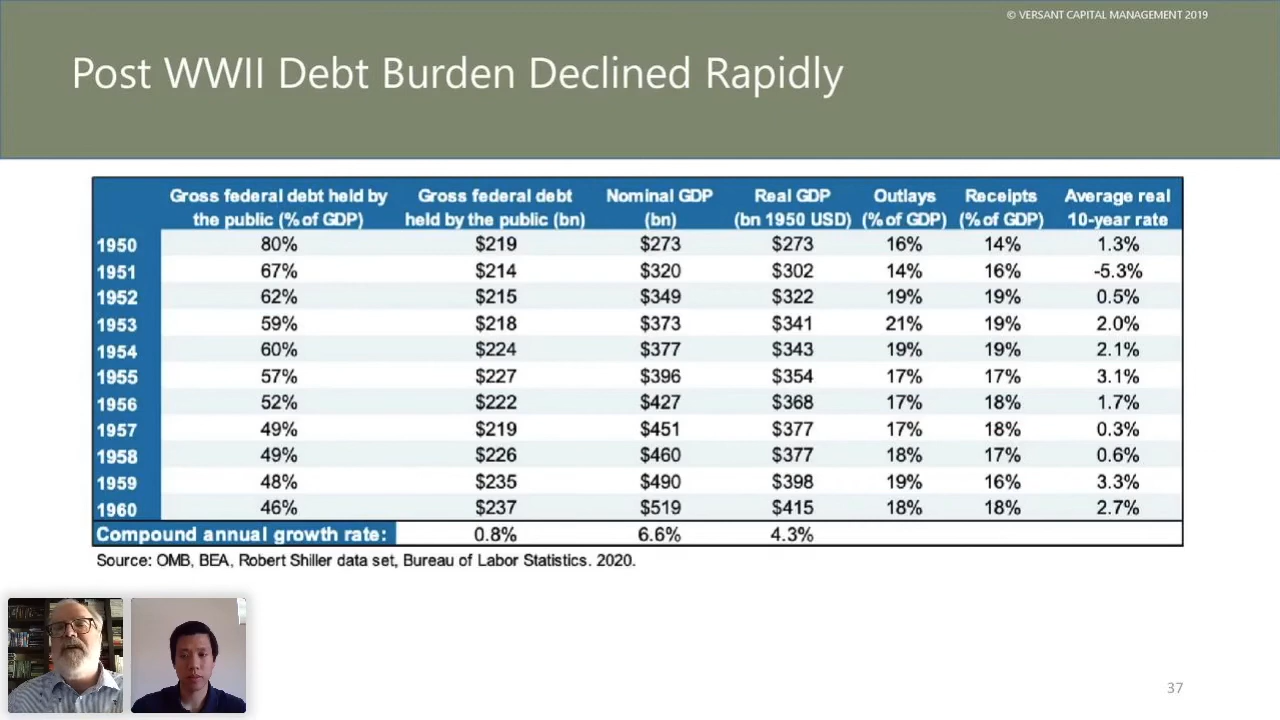 © VERSANT CAPITAL MANAGEMENT 2019
Post WWII Debt Burden Declined Rapidly
Gross federal debt held by Gross federal debt Nominal GDP Real GDP Outlays Receipts Average real
the public (% of GDP) held by the public (bn) (bn) (bn 1950 USD) (% of GDP) (% of GDP) 10-year rate
1950 80% $219 $273 $273 16% 14% 1.3%
1951 67% $214 $320 $302 14% 16% -5.3%
1952 62% $215 $349 $322 19% 19% 0.5%
1953 59% $218 $373 $341 21% 19% 2.0%
1954 60% $224 $377 $343 19% 19% 2.1%
1955 57% $227 $396 $354 17% 17% 3.1%
1956 52% $222 $427 $368 17% 18% 1.7%
1957 49% $219 $451 $377 17% 18% 0.3%
1958 49% $226 $460 $377 18% 17% 0.6%
1959 48% $235 $490 $398 19% 16% 3.3%
1960 46% $237 $519 $415 18% 18% 2.7%
Compound annual growth rate: 0.8% 6.6% 4.3%
Source: OMB, BEA, Robert Shiller data set, Bureau of Labor Statistics. 2020.
37